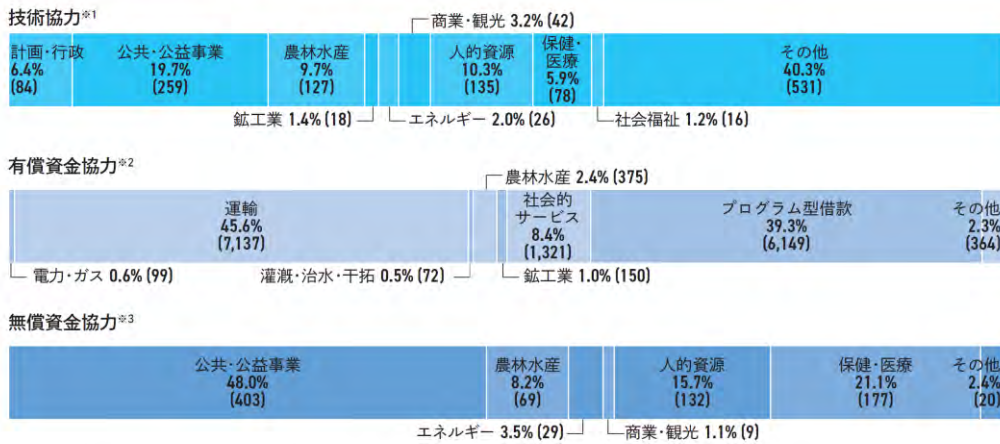 技術協力※1
商業・観光 3.2% (42)
計画・行政
6.4%
(84)
公共・公益事業
19.7%
(259)
農林水産
9.7%
(127)
人的資源
10.3%
(135)
保健・
医療
5.9%
(78)
その他
40.3%
(531)
鉱工業 1.4% (18)
エネルギー 2.0% (26)
社会福祉 1.2% (16)
有償資金協力※2
農林水産 2.4% (375)
運輸
45.6%
(7,137)
社会的
サービス
8.4%
(1,321)
プログラム型借款
39.3%
(6,149)
その他
2.3%
(364)
電力・ガス 0.6% (99)
灌漑・治水・干拓 0.5% (72)
鉱工業 1.0% (150)
無償資金協力※3
公共・公益事業
48.0%
(403)
農林水産
8.2%
(69)
人的資源
15.7%
(132)
保健・医療
21.1%
(177)
その他
2.4%
(20)
エネルギー 3.5% (29)
商業・観光 1.1% (9)